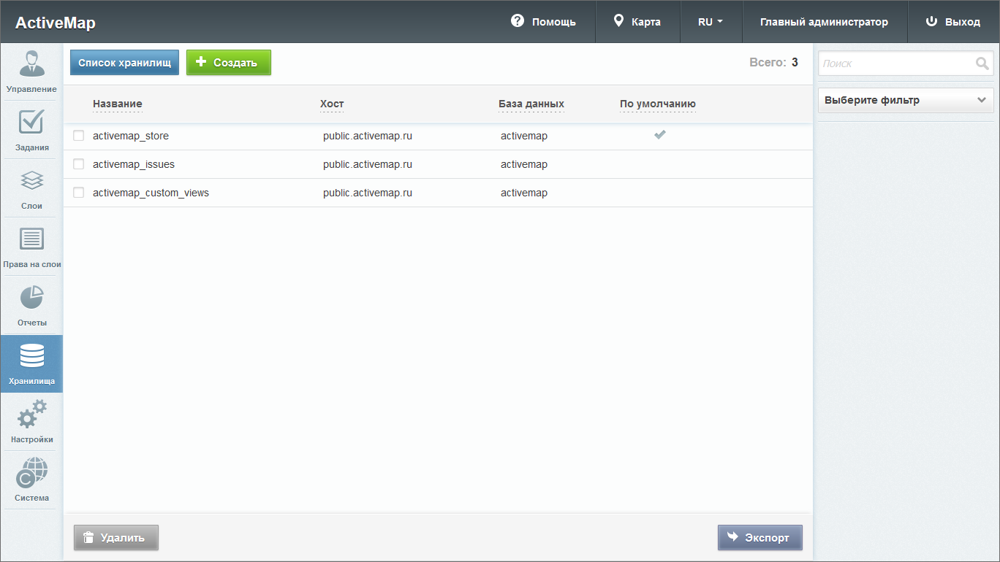 ActiveMap
Помощь
Карта
RU
Главный администратор
Выход
Управление
Задания
Слои
Права на слои
Отчеты
Хранилища
Настройки
Система
Список хранилищ
Создать
Всего: 3
Название Хост База данных По умолчанию
activemap_store public.activemap.ru activemap
activemap_issues public.activemap.ru activemap
activemap_custom_views public.activemap.ru activemap
Удалить
Экспорт
Поиск
Выберите фильтр